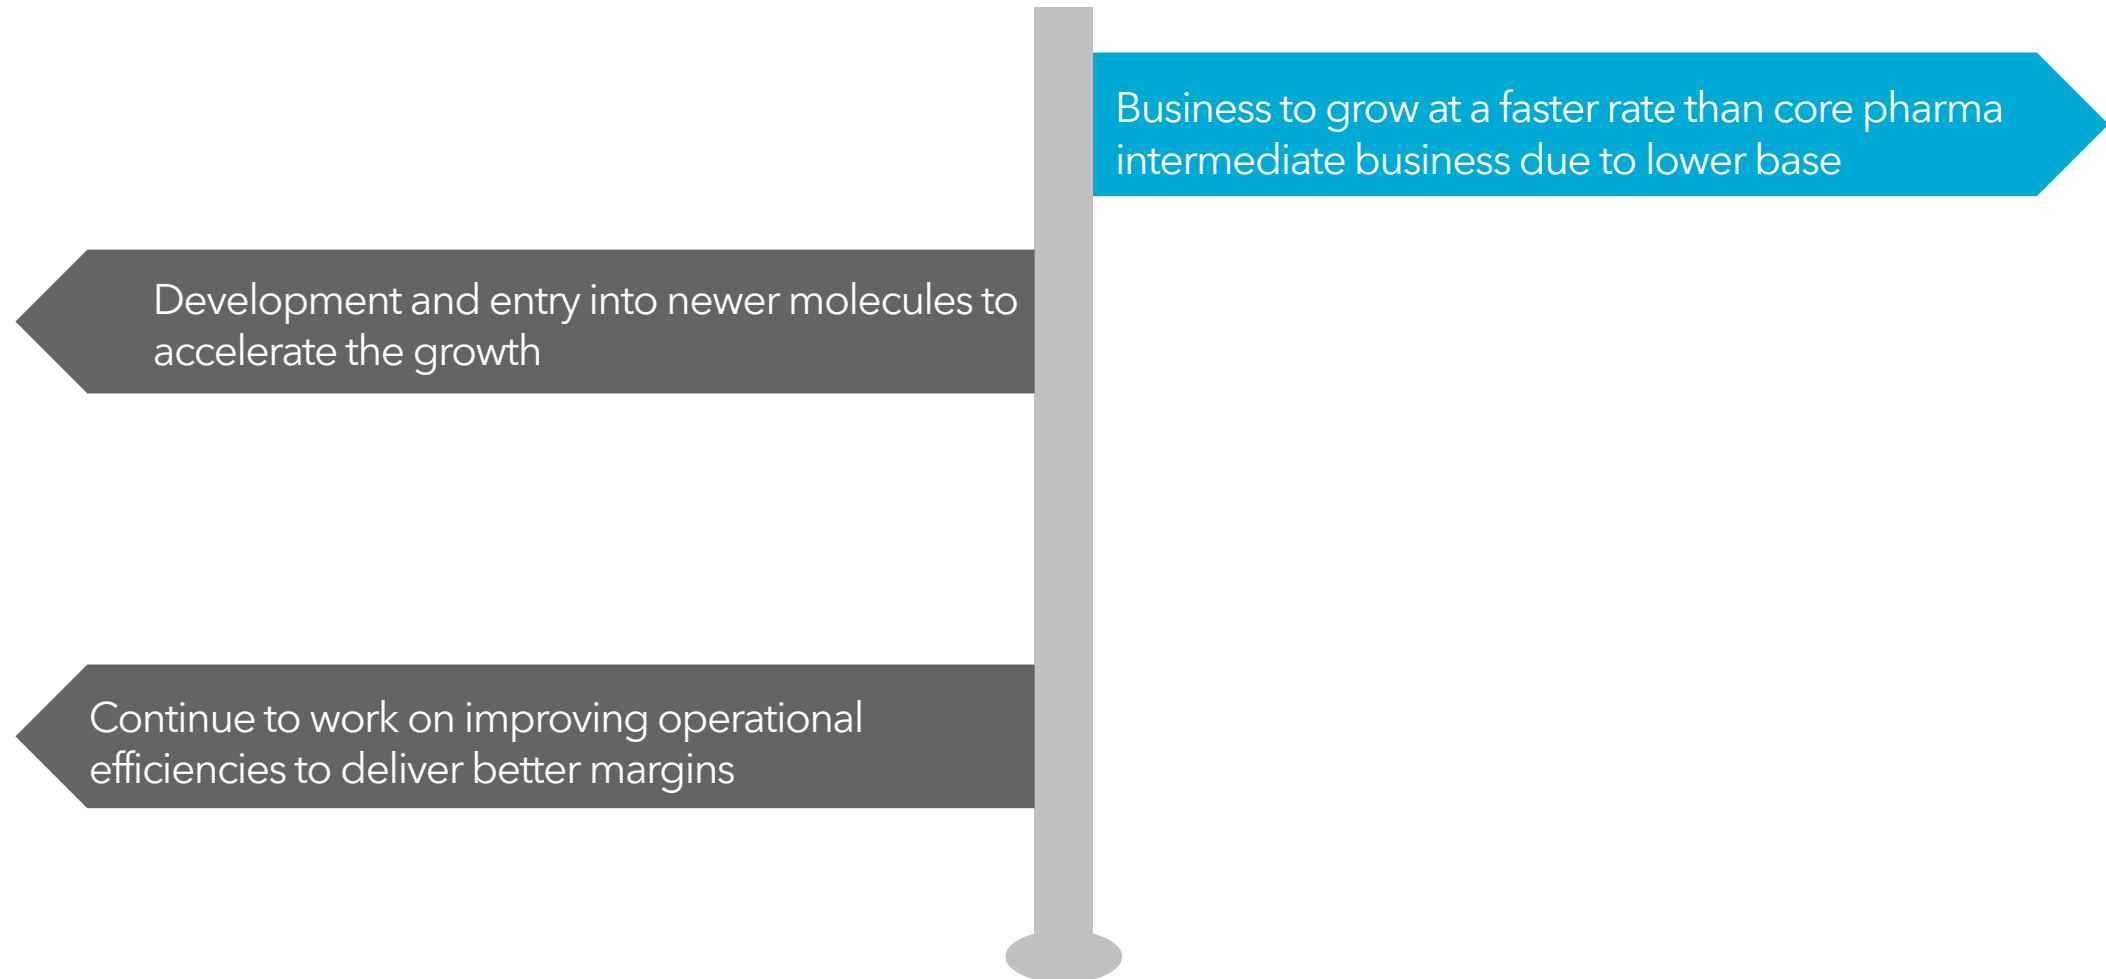 Business to grow at a faster rate than core pharma
intermediate business due to lower base
Development and entry into newer molecules to
accelerate the growth
Continue to work on improving operational
efficiencies to deliver better margins